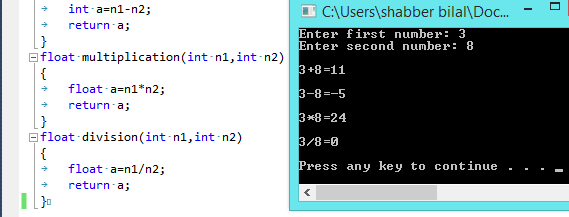 int a=n1-n2;
return a;
}
float multiplication(int n1,int n2)
{
float a=n1*n2;
return a;
}
float division(int n1,int n2)
{
float a=n1/n2;
return a;
}
C:\Users\shabber bilal\Doc...
Enter first number: 3
Enter second number: 8
3+8=11
3-8=-5
3*8=24
3/8=0
Press any key to continue . . . _